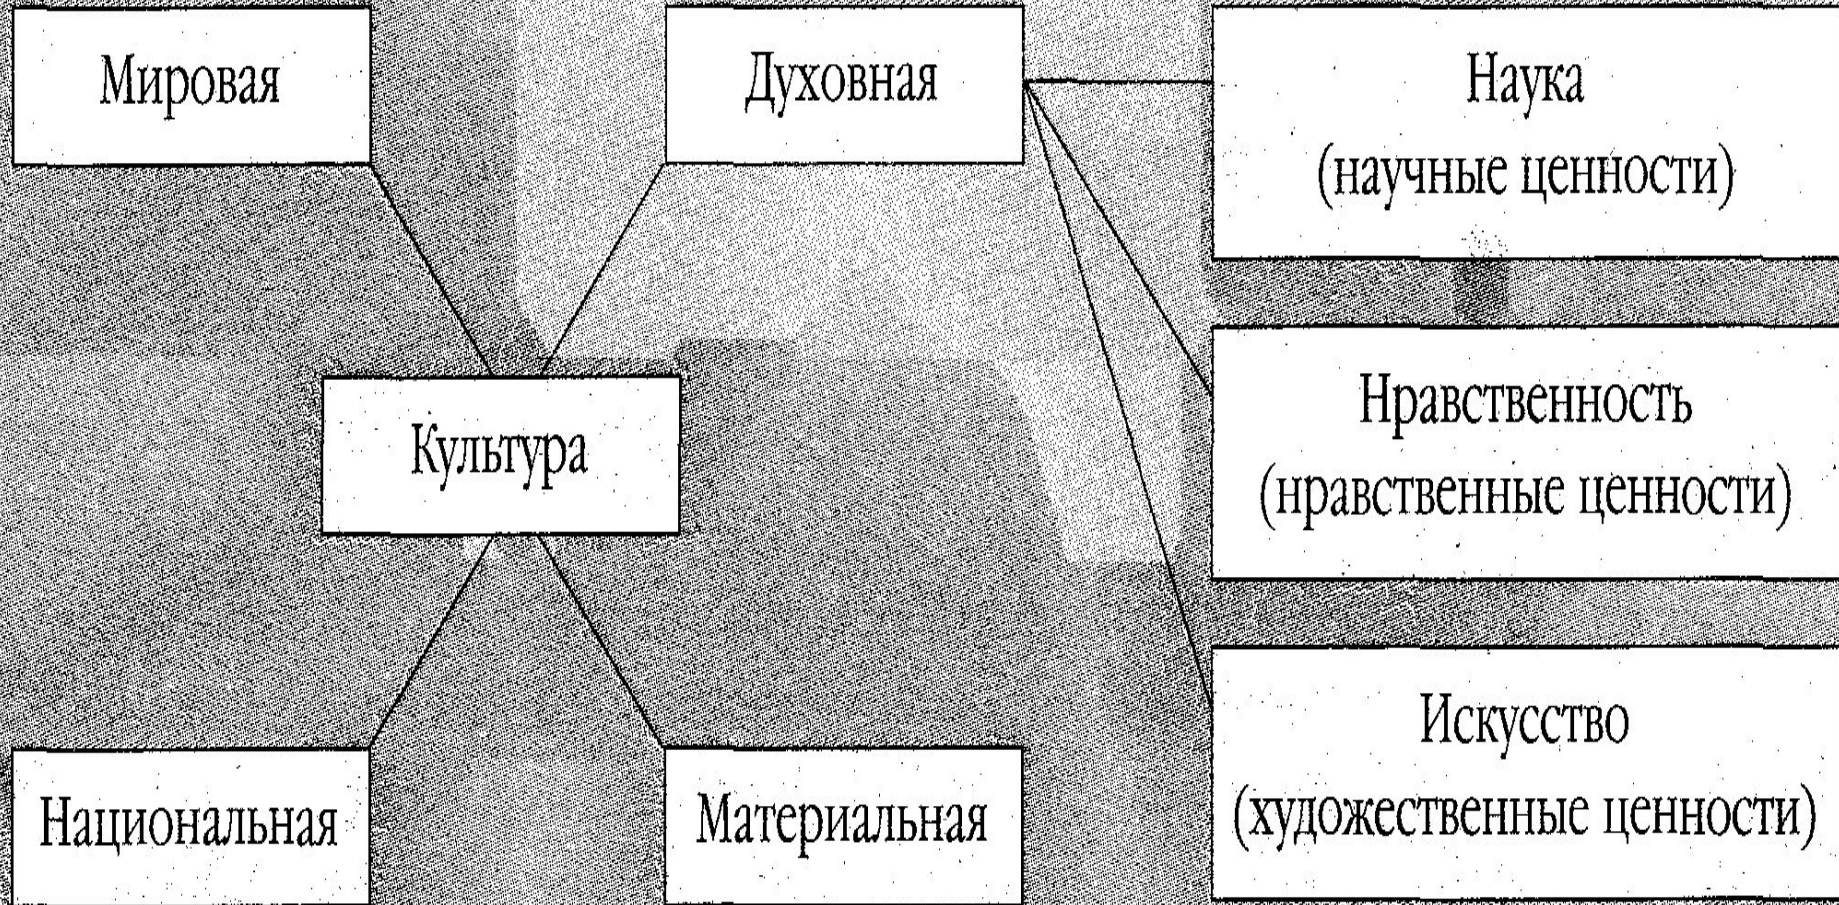 Мировая
Духовная
Наука
(научные ценности)
Культура
Нравственность
(нравственные ценности)
Национальная
Материальная
Искусство
(художественные ценности)